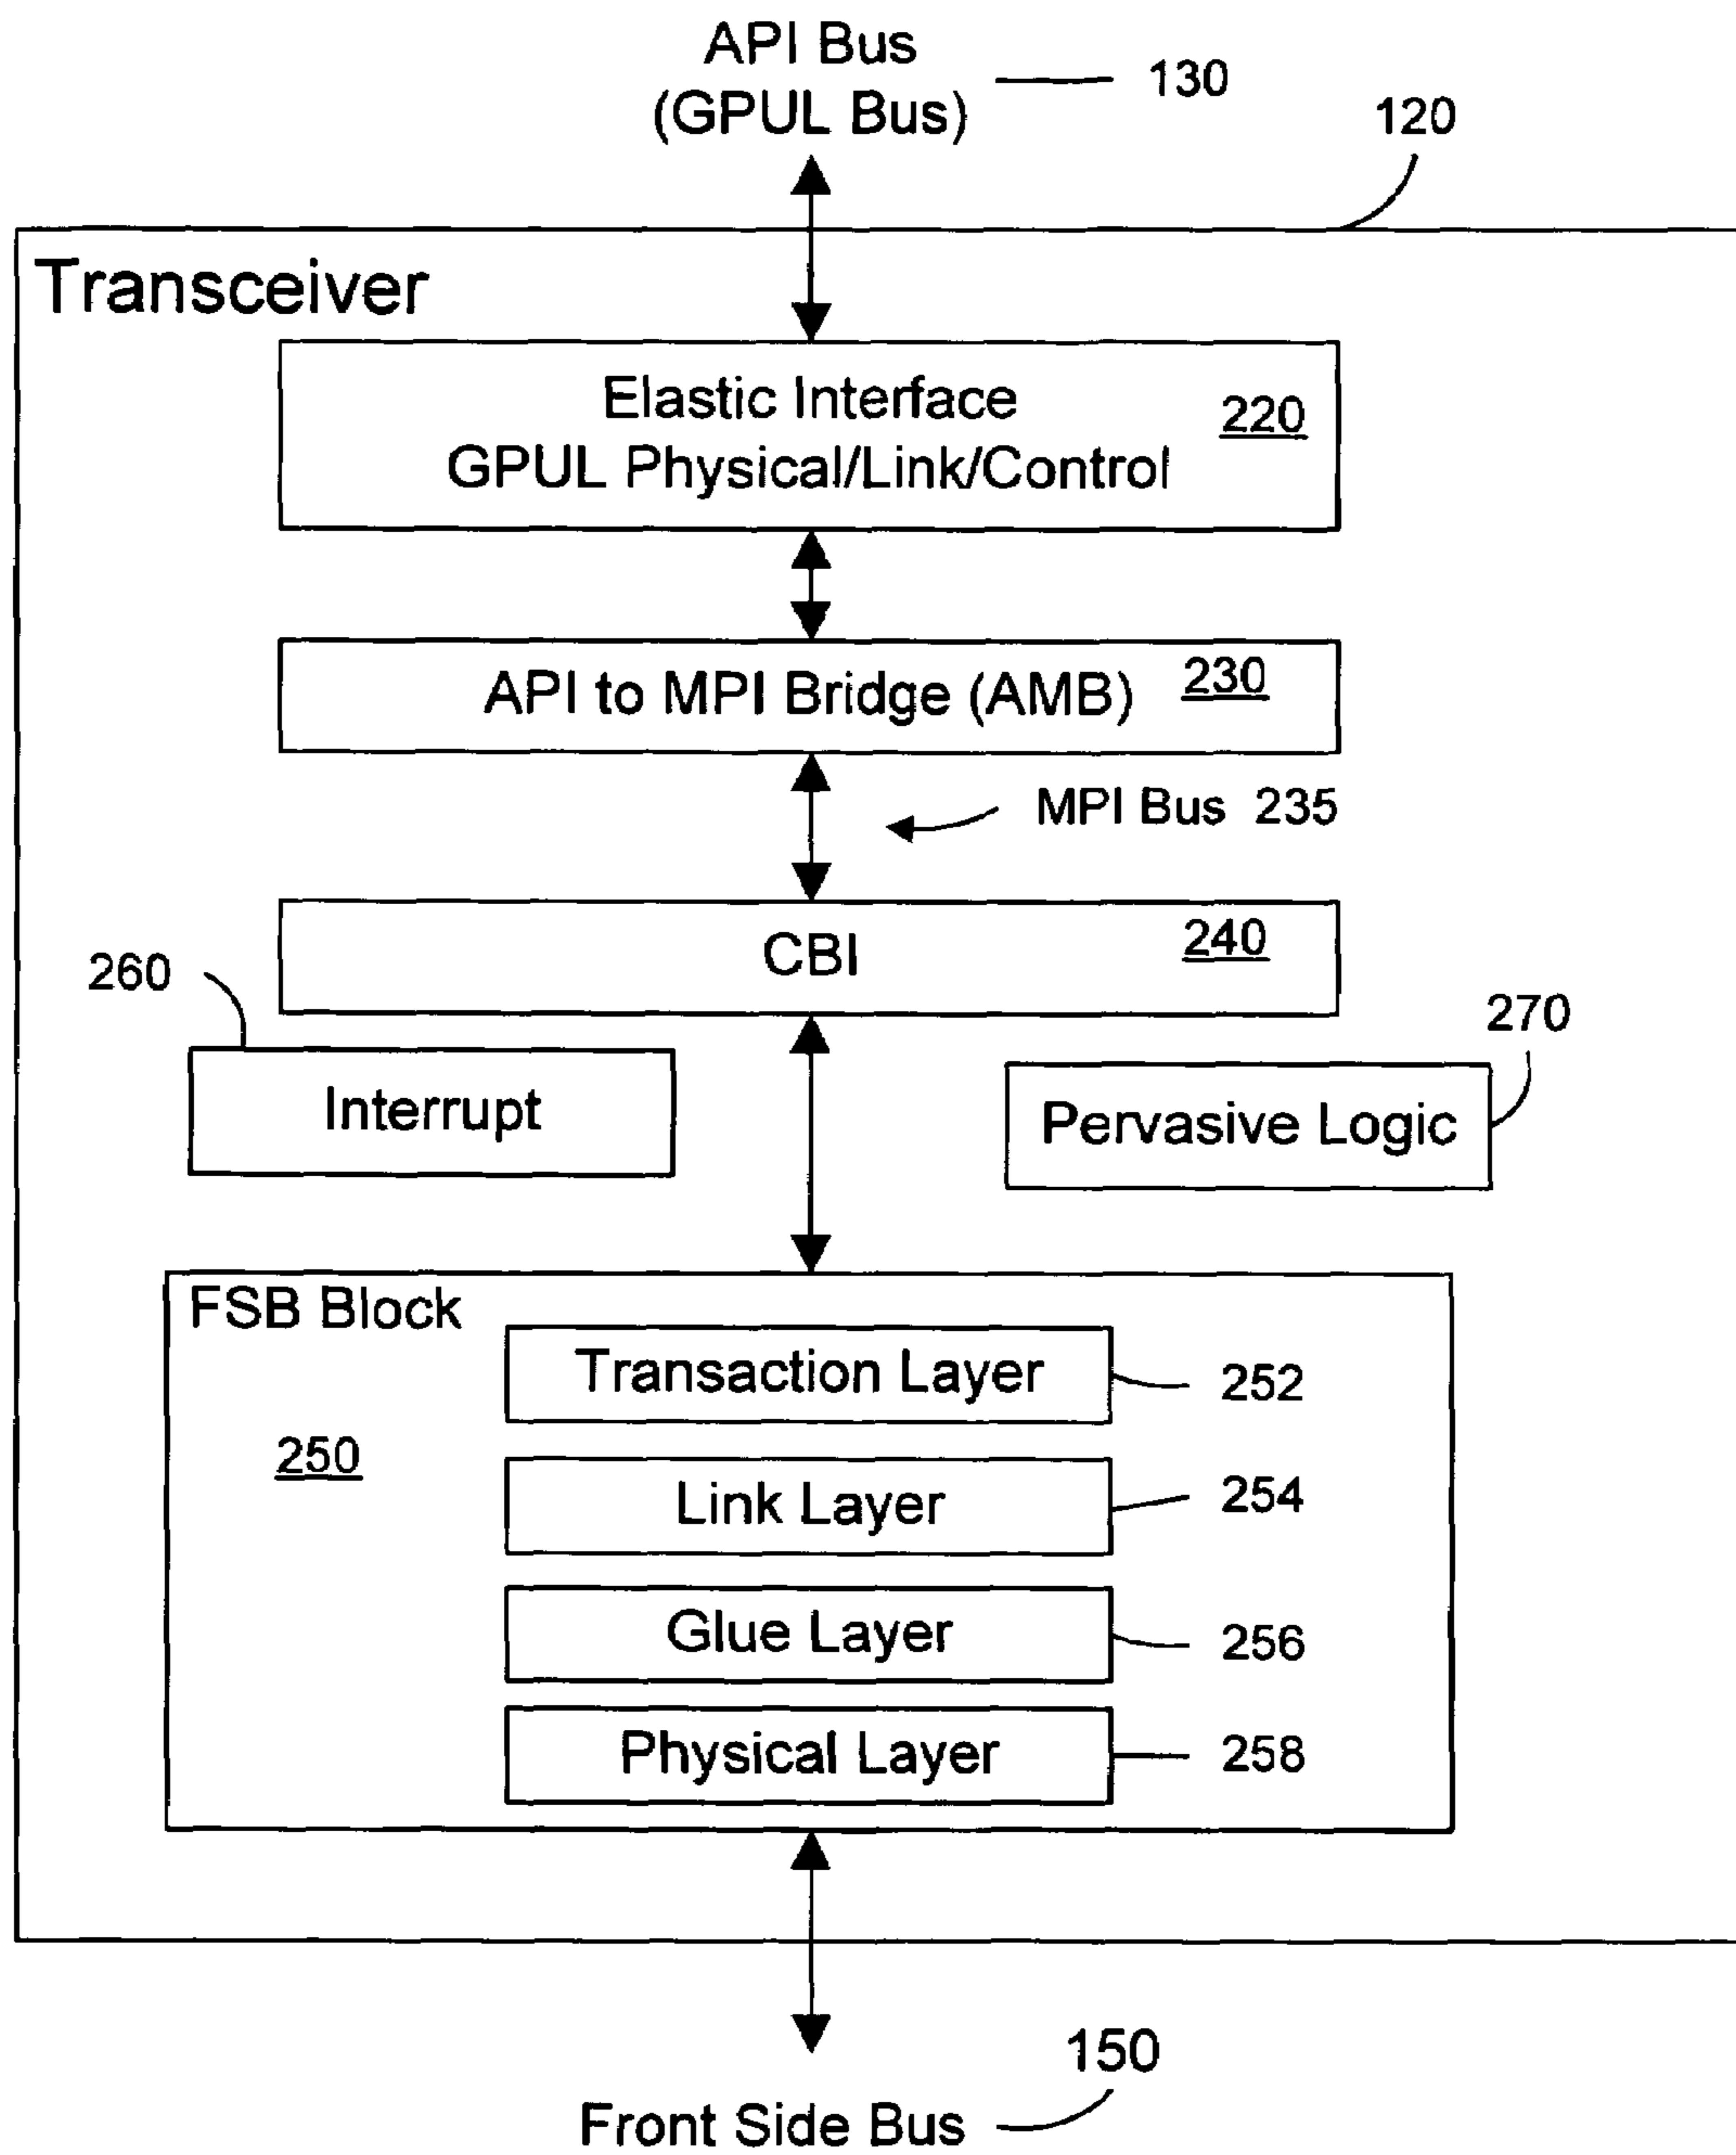 API Bus
(GPUL Bus)
130
120
Transceiver
Elastic Interface
GPUL Physical/Link/Control
220
API to MPI Bridge (AMB)
230
MPI Bus 235
CBI
240
260
270
Interrupt
Pervasive Logic
FSB Block
Transaction Layer
252
250
Link Layer
254
Glue Layer
256
Physical Layer
258
150
Front Side Bus